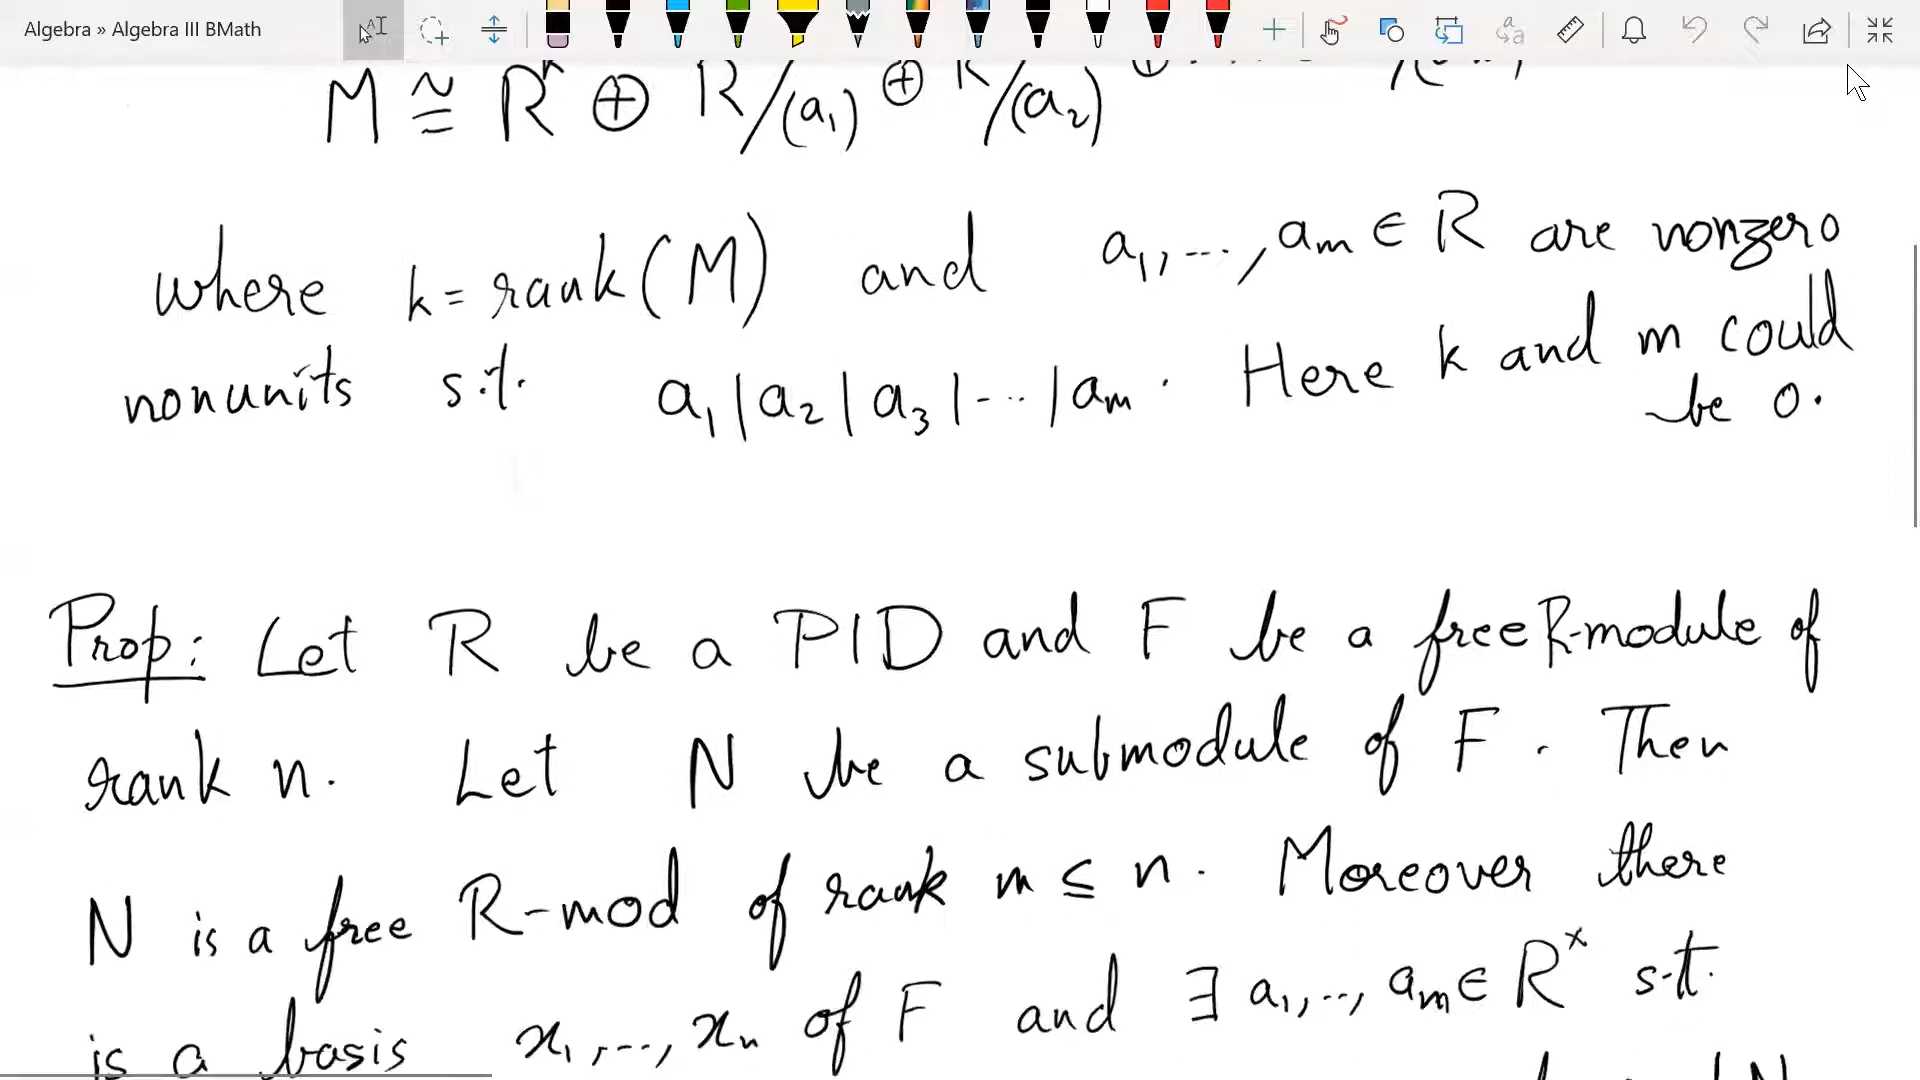 Algebra » Algebra III BMath
M ≅ R^k ⊕ R/(a₁) ⊕ R/(a₂) ⊕
where k = rank(M) and a₁, ..., aₘ ∈ R are nonzero
nonunits s.t. a₁ | a₂ | a₃ | ... | aₘ. Here k and m could
be 0.
Prop: Let R be a PID and F be a free R-module of
rank n. Let N be a submodule of F. Then
N is a free R-mod of rank m ≤ n. Moreover there
is a basis x₁, ..., xₙ of F and ∃ a₁, .., aₘ ∈ R^× s.t.
N